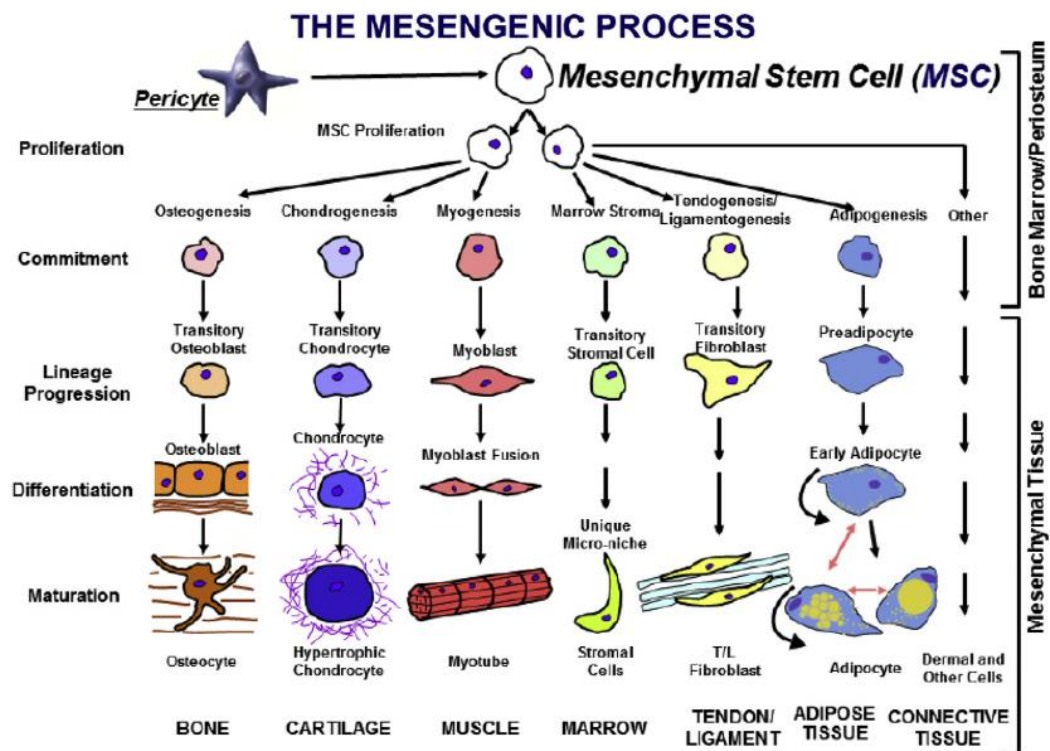 THE MESENGENIC PROCESS
Pericyte
Mesenchymal Stem Cell (MSC)
MSC Proliferation
Proliferation
Osteogenesis
Chondrogenesis
Myogenesis
Marrow Stroma
Tendogenesis/
Ligamentogenesis
Adipogenesis
Other
Commitment
Transitory
Osteoblast
Transitory
Chondrocyte
Myoblast
Transitory
Stromal Cell
Transitory
Fibroblast
Preadipocyte
Lineage
Progression
Osteoblast
Chondrocyte
Myoblast Fusion
Early Adipocyte
Differentiation
Unique
Micro-niche
Maturation
Osteocyte
Hypertrophic
Chondrocyte
Myotube
Stromal
Cells
T/L
Fibroblast
Adipocyte
Dermal and
Other Cells
BONE
CARTILAGE
MUSCLE
MARROW
TENDON/
LIGAMENT
ADIPOSE
TISSUE
CONNECTIVE
TISSUE
Bone Marrow/Periosteum
Mesenchymal Tissue